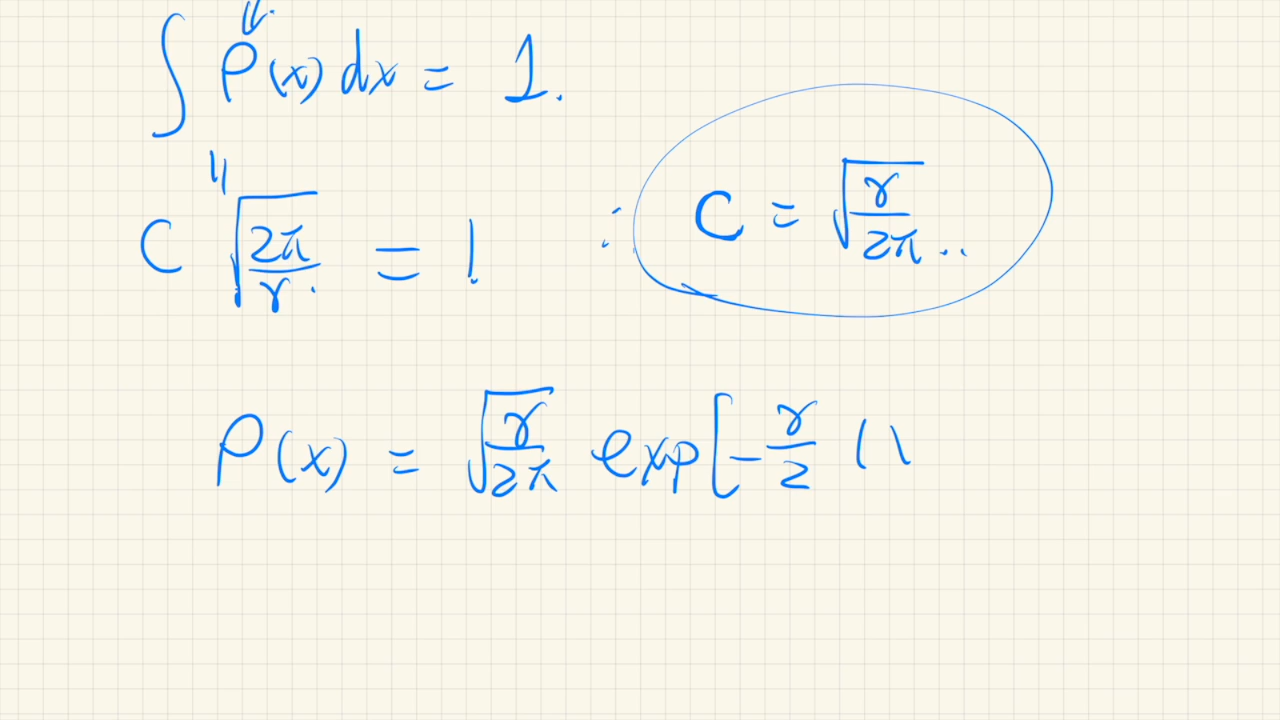 ∫ P(x) dx = 1.
C √(2π/γ) = 1. ∴ C = √(γ/2π)..
P(x) = √(γ/2π) exp[-γ/2 (